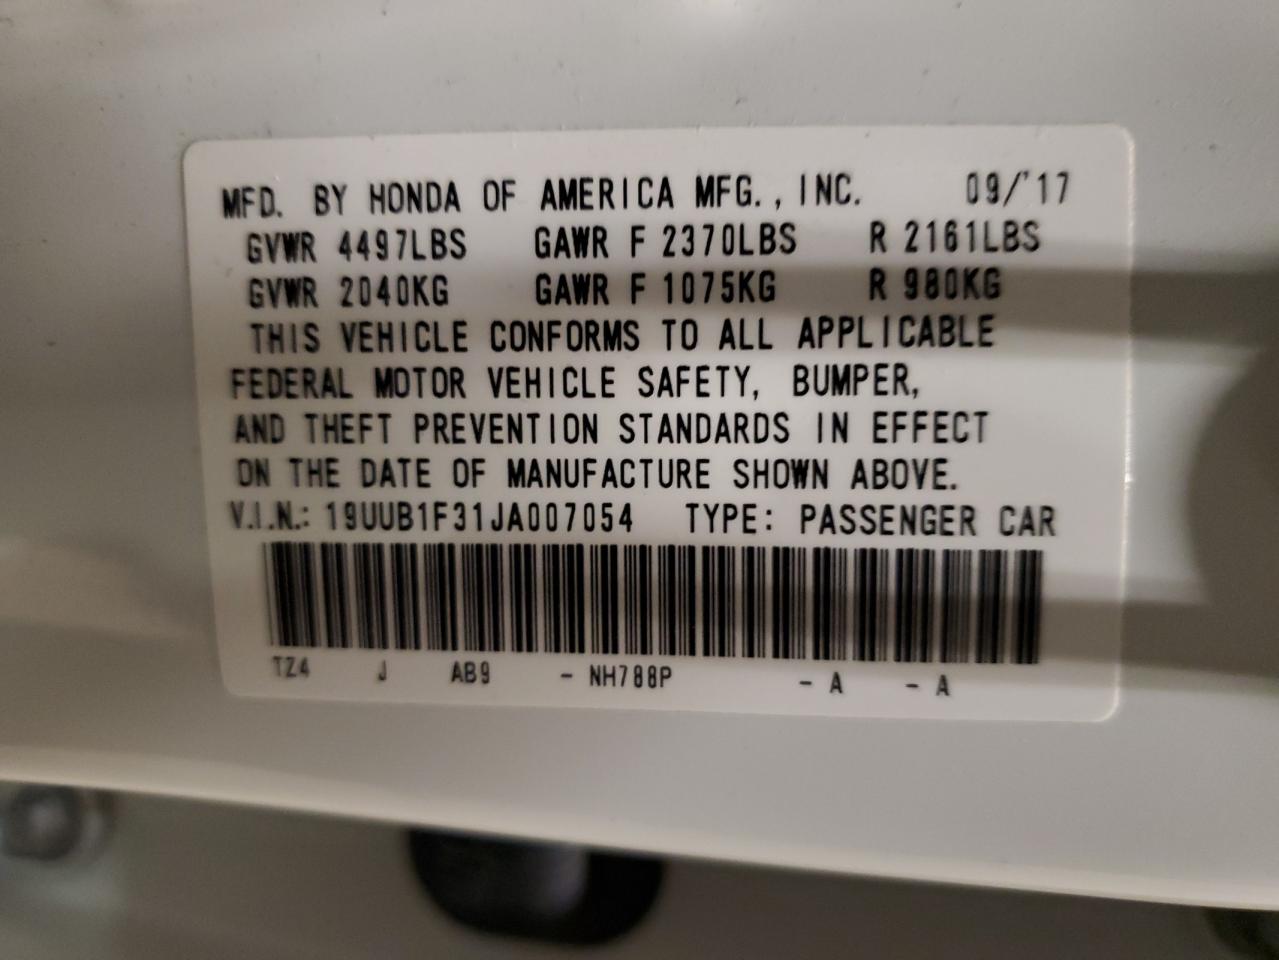 MFD. BY HONDA OF AMERICA MFG., INC. 09/'17
GVWR 4497LBS GAWR F 2370LBS R 2161LBS
GVWR 2040KG GAWR F 1075KG R 980KG
THIS VEHICLE CONFORMS TO ALL APPLICABLE
FEDERAL MOTOR VEHICLE SAFETY, BUMPER,
AND THEFT PREVENTION STANDARDS IN EFFECT
ON THE DATE OF MANUFACTURE SHOWN ABOVE.
V.I.N.: 19UUB1F31JA007054 TYPE: PASSENGER CAR
TZ4 J AB9 - NH788P - A - A